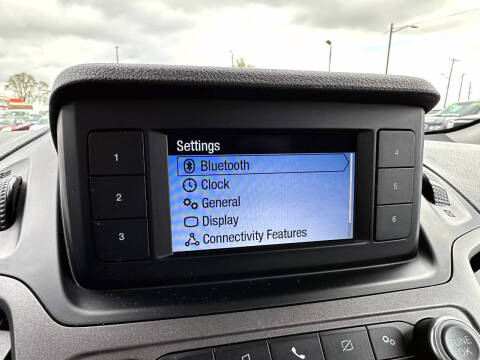 Settings
Bluetooth
Clock
General
Display
Connectivity Features
1
2
3
4
5
6
TUNE
OK